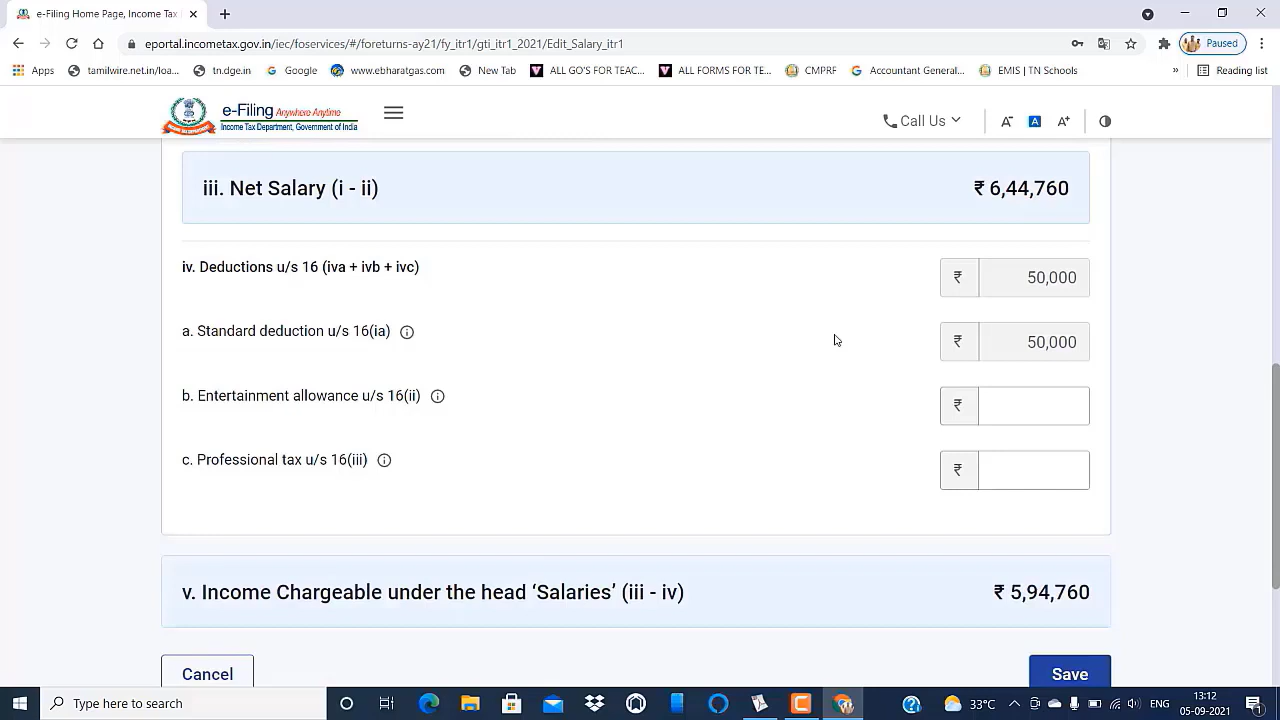 e-Filing Home Page, Income Tax
eportal.incometax.gov.in/iec/foservices/#/foreturns-ay21/fy_itr1/gti_itr1_2021/Edit_Salary_itr1
Paused
Apps
tamilwire.net.in/loa...
tn.dge.in
Google
www.ebharatgas.com
New Tab
ALL GO'S FOR TEAC...
ALL FORMS FOR TE...
CMPRF
Accountant General...
EMIS | TN Schools
»
Reading list
e-Filing Anywhere Anytime
Income Tax Department, Government of India
Call Us
A-
A
A+
iii. Net Salary (i - ii)
₹ 6,44,760
iv. Deductions u/s 16 (iva + ivb + ivc)
₹ 50,000
a. Standard deduction u/s 16(ia)
₹ 50,000
b. Entertainment allowance u/s 16(ii)
₹
c. Professional tax u/s 16(iii)
₹
v. Income Chargeable under the head ‘Salaries’ (iii - iv)
₹ 5,94,760
Cancel
Save
Type here to search
33°C
ENG
13:12
05-09-2021